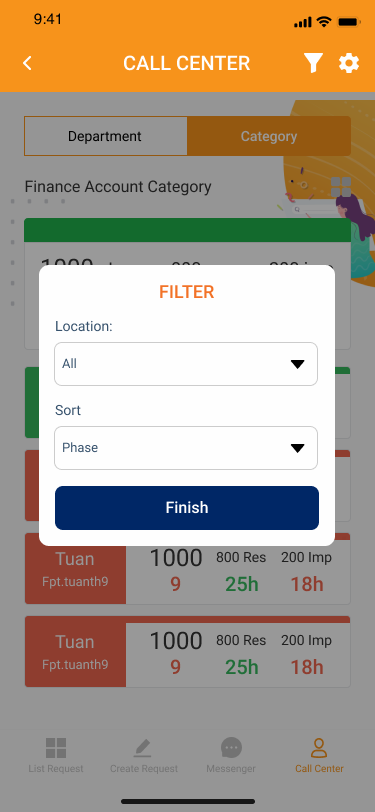 9:41
CALL CENTER
Department
Category
Finance Account Category
FILTER
Location:
All
Sort
Phase
Finish
Tuan
Fpt.tuanth9
1000
800 Res
200 Imp
9
25h
18h
Tuan
Fpt.tuanth9
1000
800 Res
200 Imp
9
25h
18h
List Request
Create Request
Messenger
Call Center